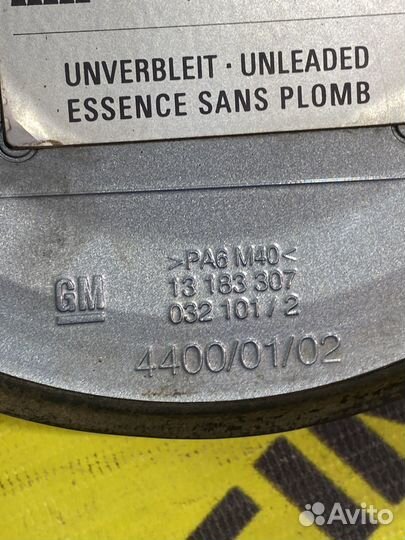 UNVERBLEIT · UNLEADED
ESSENCE SANS PLOMB
>PA6 M40<
GM
13 183 307
032 101 / 2
4400/01/02
Avito